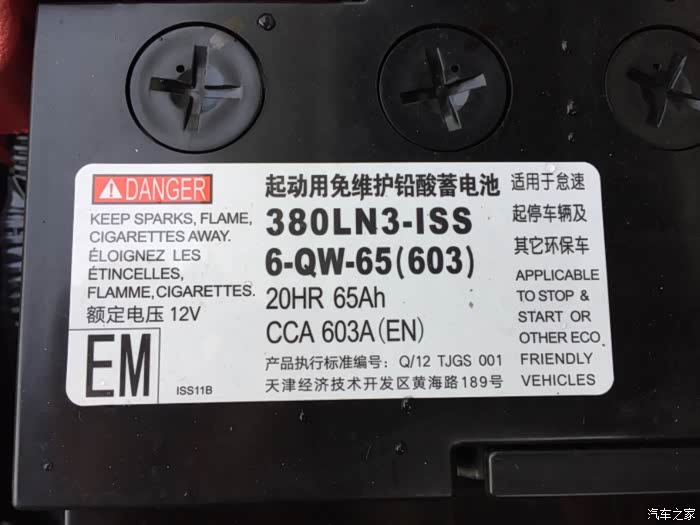 DANGER
KEEP SPARKS, FLAME,
CIGARETTES AWAY.
ÉLOIGNEZ LES
ÉTINCELLES,
FLAMME,CIGARETTES.
额定电压 12V
EM
ISS11B
起动用免维护铅酸蓄电池
380LN3-ISS
6-QW-65(603)
20HR 65Ah
CCA 603A(EN)
产品执行标准编号: Q/12 TJGS 001
天津经济技术开发区黄海路189号
适用于怠速
起停车辆及
其它环保车
APPLICABLE
TO STOP &
START OR
OTHER ECO
FRIENDLY
VEHICLES
汽车之家